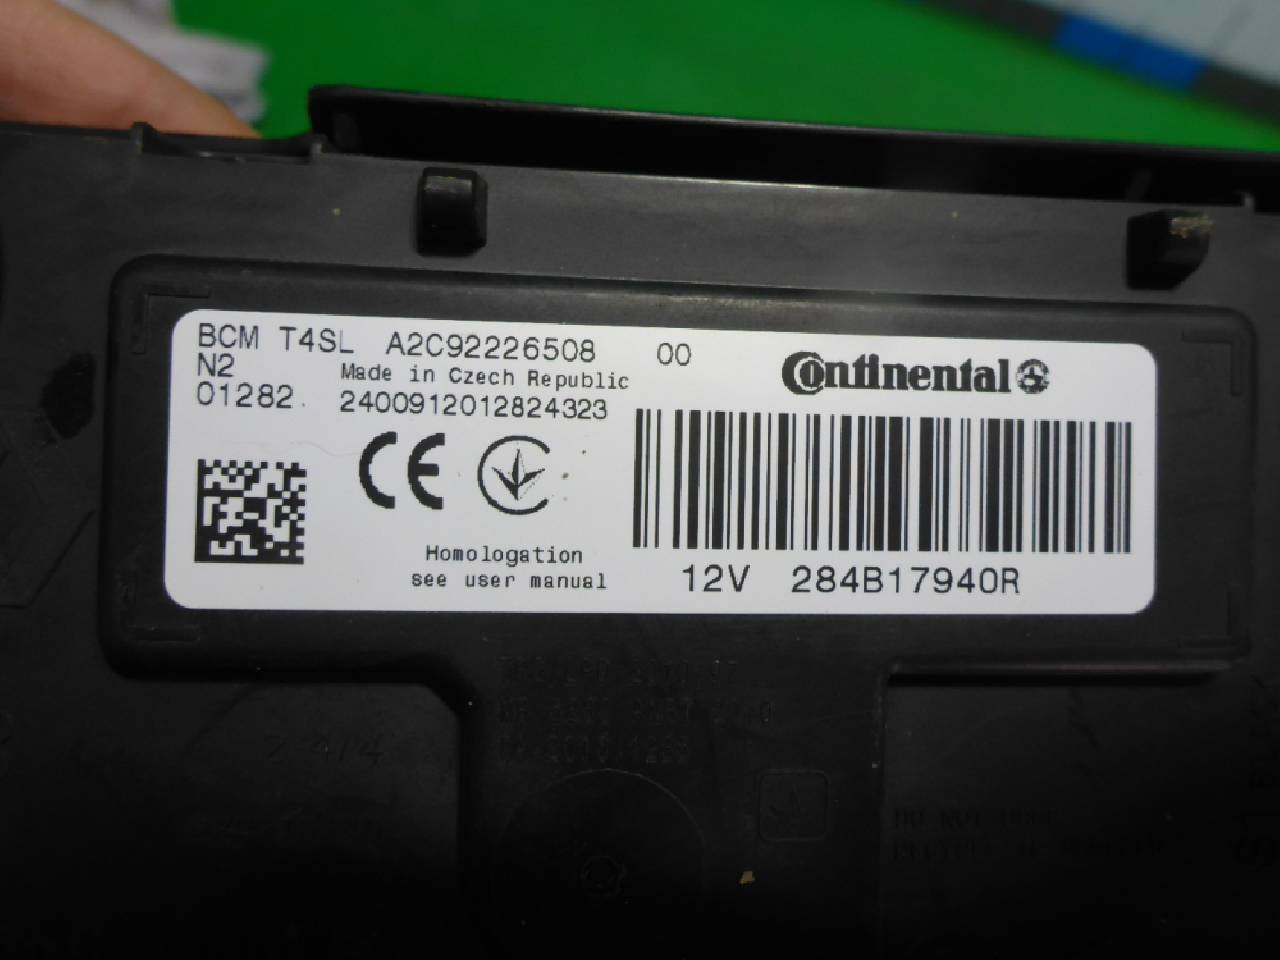 BCM T4SL A2C92226508 00
N2 Made in Czech Republic
01282 2400912012824323
Continental
CE
Homologation
see user manual
12V 284B17940R